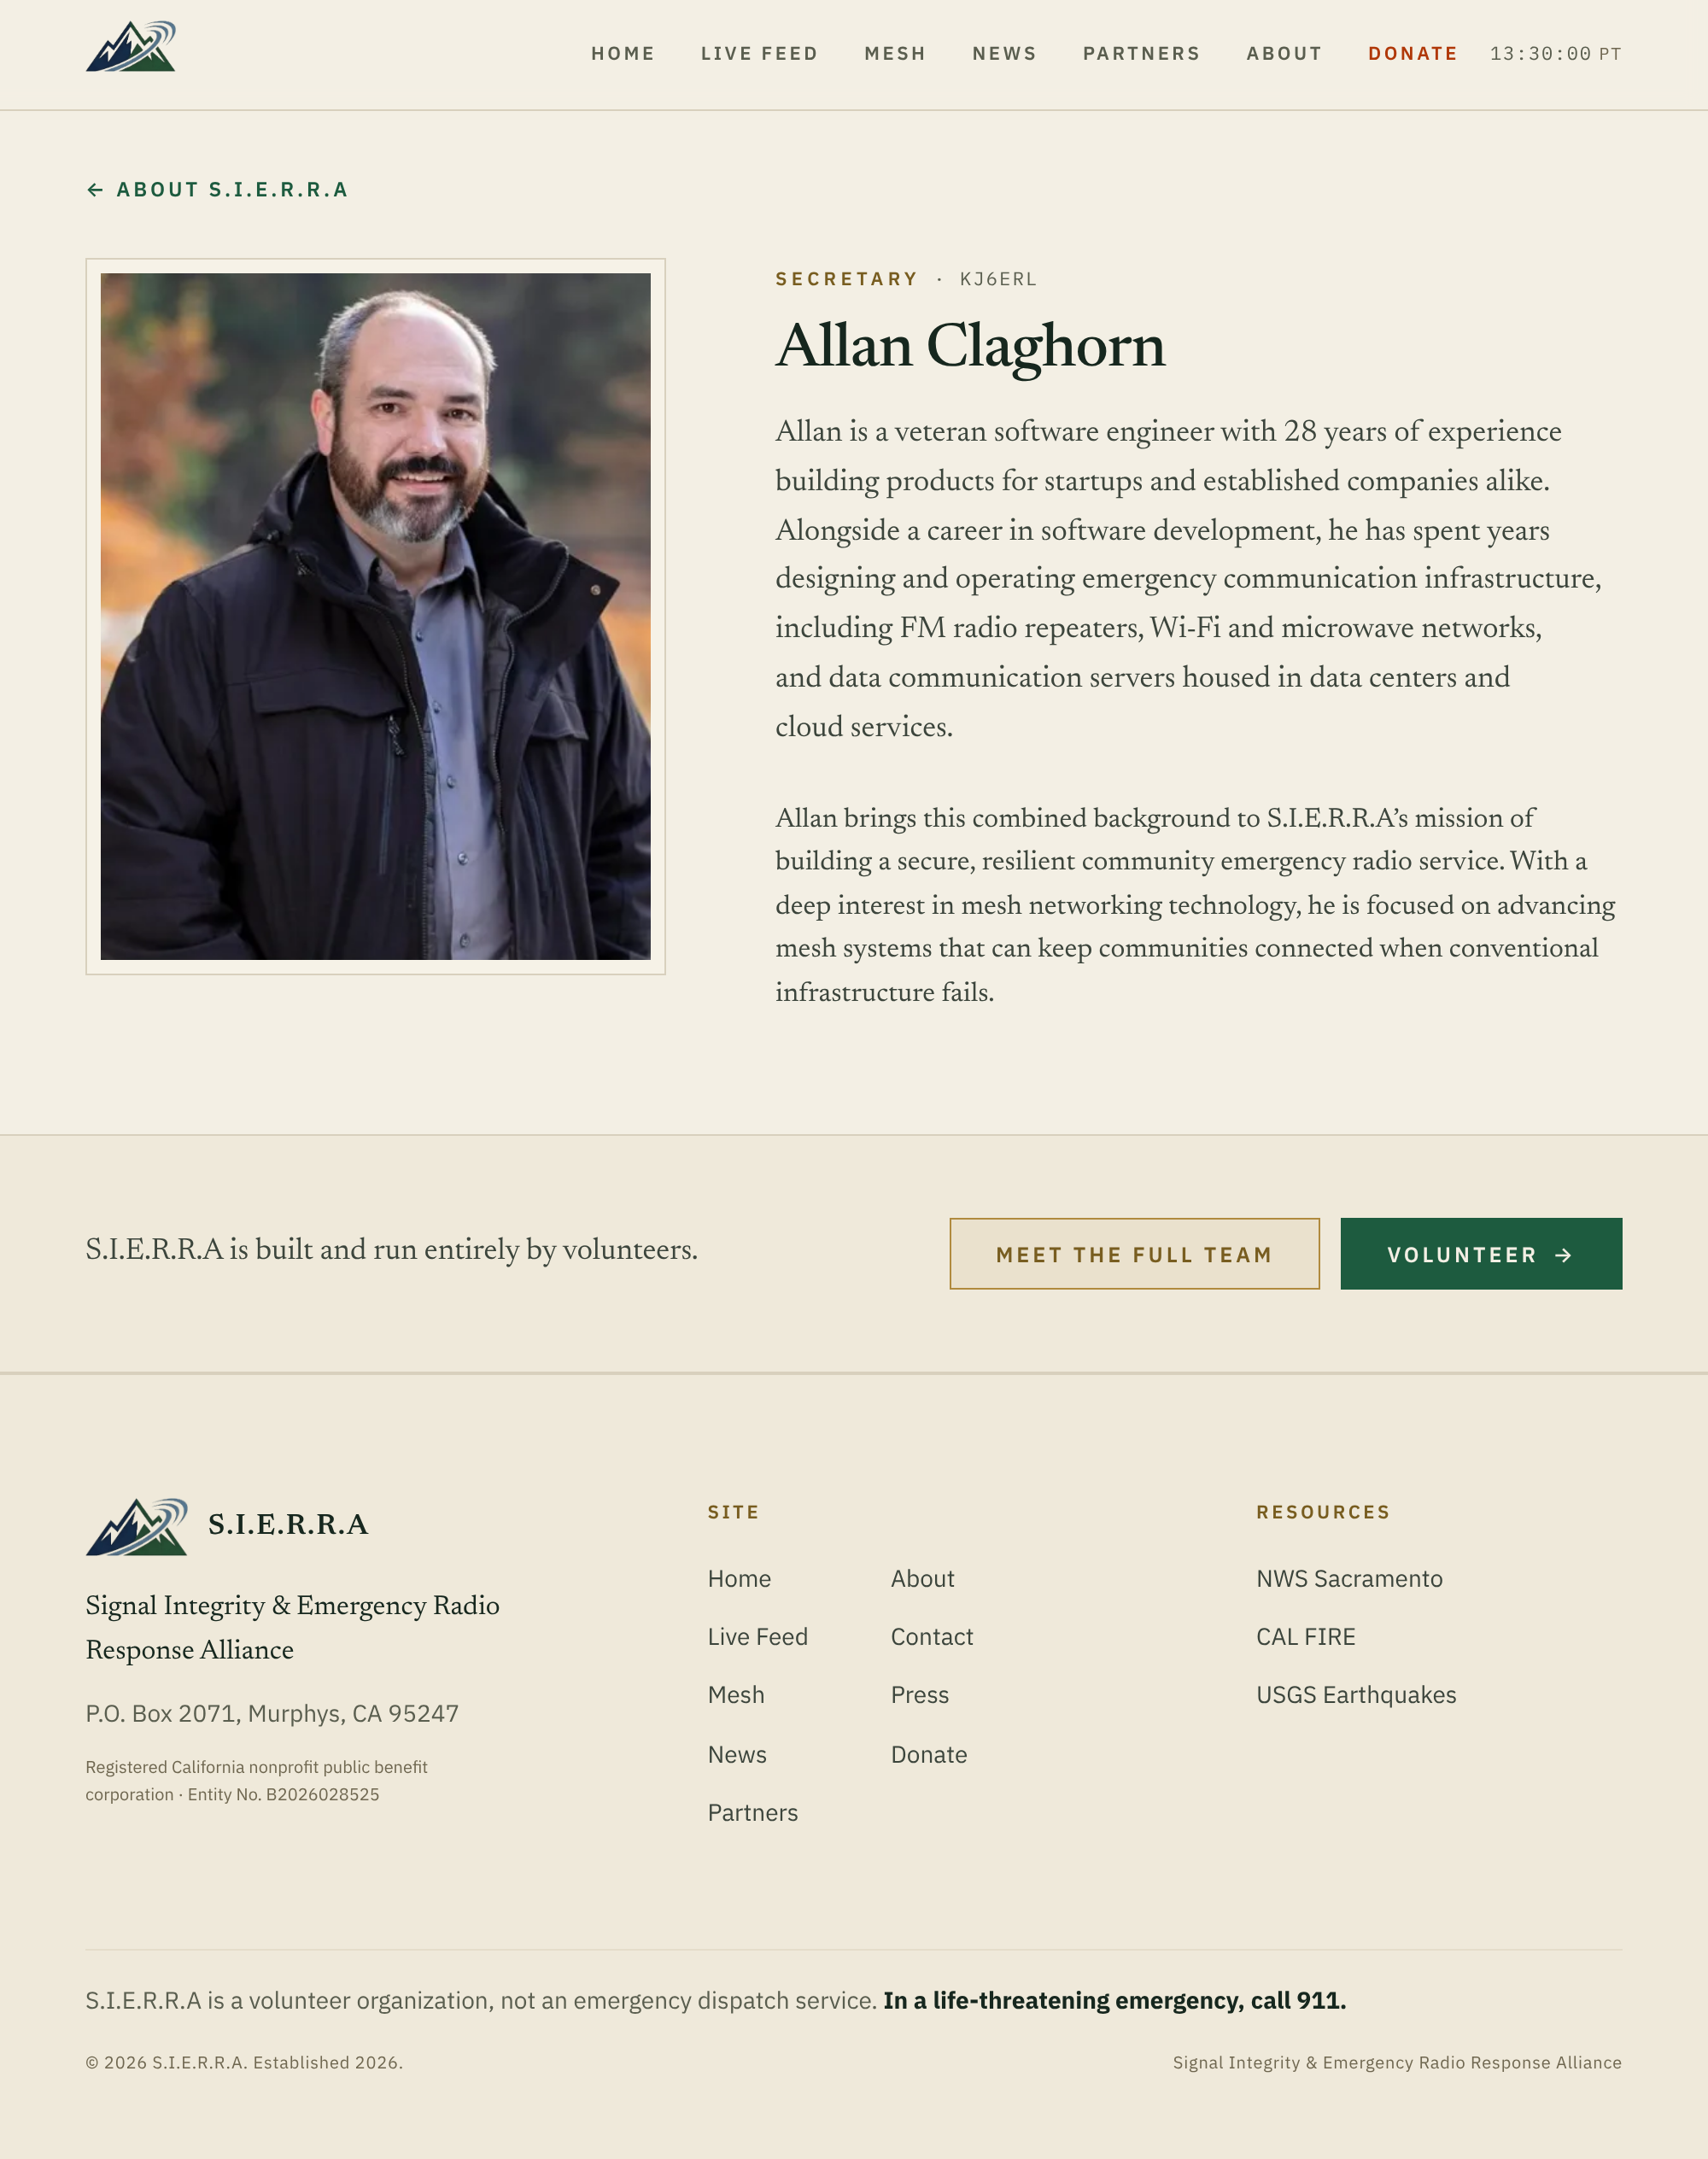 HOME LIVE FEED MESH NEWS PARTNERS ABOUT DONATE 13:30:00 PT
← ABOUT S.I.E.R.R.A
SECRETARY · KJ6ERL
Allan Claghorn
Allan is a veteran software engineer with 28 years of experience
building products for startups and established companies alike.
Alongside a career in software development, he has spent years
designing and operating emergency communication infrastructure,
including FM radio repeaters, Wi-Fi and microwave networks,
and data communication servers housed in data centers and
cloud services.
Allan brings this combined background to S.I.E.R.R.A’s mission of
building a secure, resilient community emergency radio service. With a
deep interest in mesh networking technology, he is focused on advancing
mesh systems that can keep communities connected when conventional
infrastructure fails.
S.I.E.R.R.A is built and run entirely by volunteers.
MEET THE FULL TEAM
VOLUNTEER →
S.I.E.R.R.A
Signal Integrity & Emergency Radio
Response Alliance
P.O. Box 2071, Murphys, CA 95247
Registered California nonprofit public benefit
corporation · Entity No. B2026028525
SITE
Home
Live Feed
Mesh
News
Partners
About
Contact
Press
Donate
RESOURCES
NWS Sacramento
CAL FIRE
USGS Earthquakes
S.I.E.R.R.A is a volunteer organization, not an emergency dispatch service. In a life-threatening emergency, call 911.
© 2026 S.I.E.R.R.A. Established 2026.
Signal Integrity & Emergency Radio Response Alliance